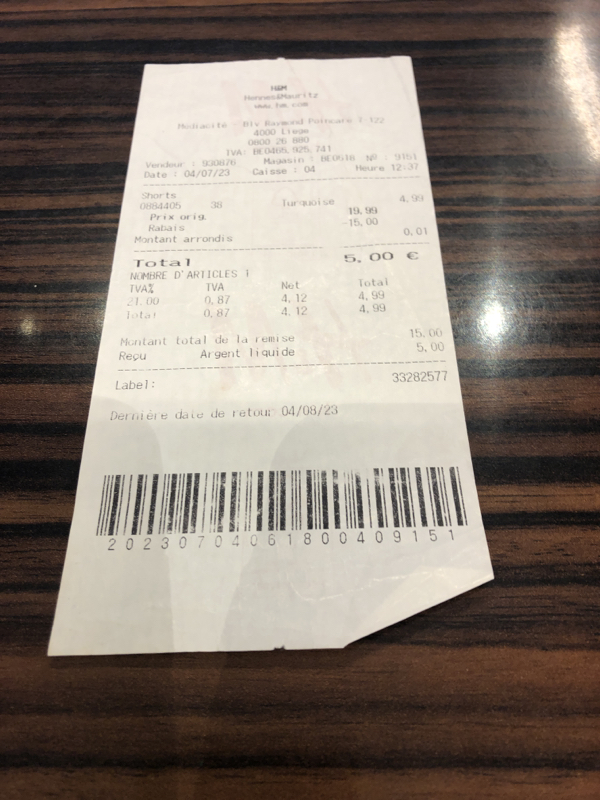 H&M
Hennes&Mauritz
www.hm.com
Médiacité - Blv Raymond Poincaré 7-122
4000 Liege
0800 26 880
IVA: BE0465.925.741
Vendeur : 930876 Magasin : BE0618 Nº : 9151
Date : 04/07/23 Caisse : 04 Heure 12:37
Shorts 4,99
0884405 38 Turquoise
Prix orig. 19,99
Rabais -15,00
Montant arrondis 0,01
Total 5,00 €
NOMBRE D'ARTICLES 1
TVA% TVA Net Total
21.00 0,87 4,12 4,99
Total 0,87 4,12 4,99
Montant total de la remise 15,00
Reçu Argent liquide 5,00
Label: 33282577
Dernière date de retour 04/08/23
20230704061800409151